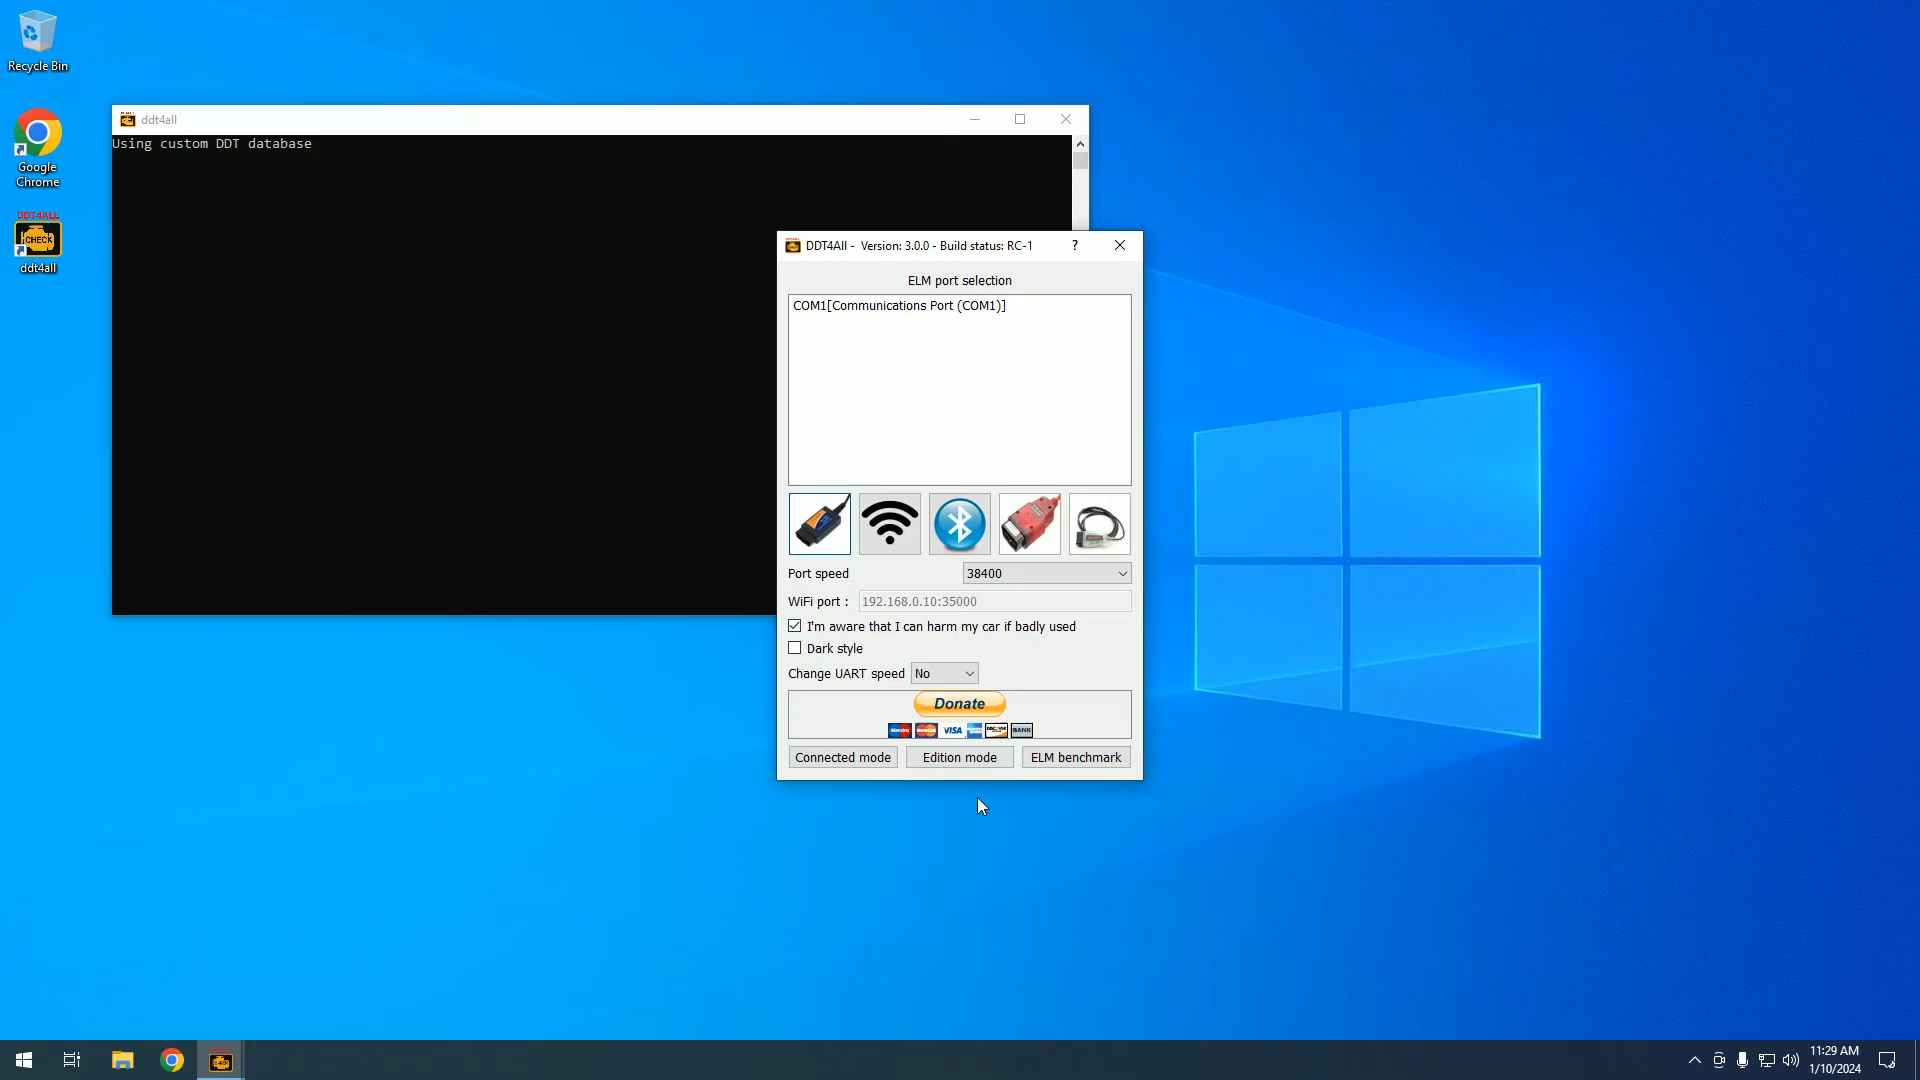 Recycle Bin
Google
Chrome
DDT4ALL
CHECK
ddt4all
ddt4all
Using custom DDT database
DDT4All - Version: 3.0.0 - Build status: RC-1
?
ELM port selection
COM1[Communications Port (COM1)]
Port speed
38400
WiFi port :
192.168.0.10:35000
I'm aware that I can harm my car if badly used
Dark style
Change UART speed
No
Donate
Maestro
VISA
DISCOVER
BANK
Connected mode
Edition mode
ELM benchmark
11:29 AM
1/10/2024